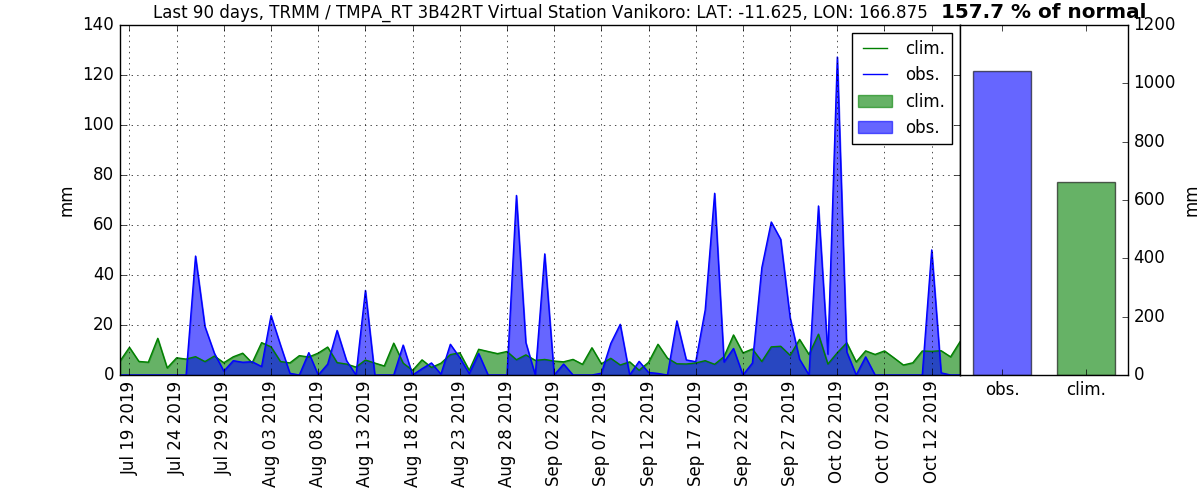 Last 90 days, TRMM / TMPA_RT 3B42RT Virtual Station Vanikoro: LAT: -11.625, LON: 166.875 157.7 % of normal
140
120
100
80
60
40
20
0
mm
clim.
obs.
clim.
obs.
1200
1000
800
600
400
200
0
mm
obs.
clim.
Jul 19 2019
Jul 24 2019
Jul 29 2019
Aug 03 2019
Aug 08 2019
Aug 13 2019
Aug 18 2019
Aug 23 2019
Aug 28 2019
Sep 02 2019
Sep 07 2019
Sep 12 2019
Sep 17 2019
Sep 22 2019
Sep 27 2019
Oct 02 2019
Oct 07 2019
Oct 12 2019